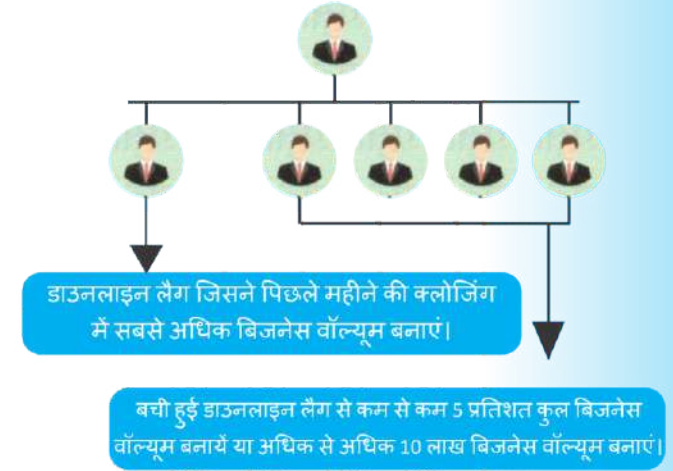 डाउनलाइन लैग जिसने पिछले महीने की क्लोजिंग
में सबसे अधिक बिजनेस वॉल्यूम बनाएं।
बची हुई डाउनलाइन लैग से कम से कम 5 प्रतिशत कुल बिजनेस
वॉल्यूम बनायें या अधिक से अधिक 10 लाख बिजनेस वॉल्यूम बनाएं।